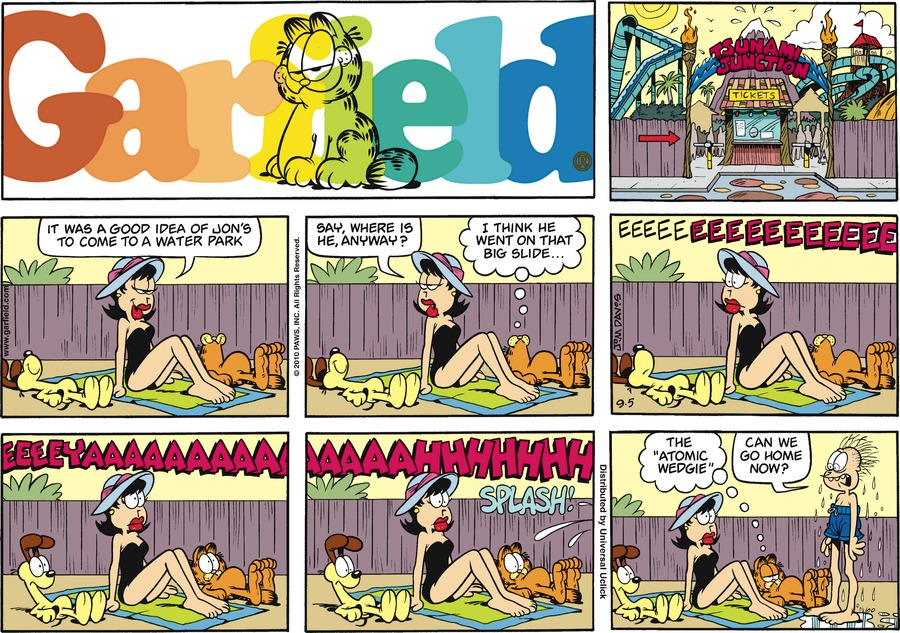 Garfield
®
TSUNAMI
JUNCTION
TICKETS
www.garfield.com
IT WAS A GOOD IDEA OF JON'S
TO COME TO A WATER PARK
© 2010 PAWS, INC. All Rights Reserved.
SAY, WHERE IS
HE, ANYWAY?
I THINK HE
WENT ON THAT
BIG SLIDE...
EEEEEEEEEEEEEEEE
JIM DAVIS
9-5
EEEEEYAAAAAAAAAA
AAAAAHHHHHHH
SPLASH!
Distributed by Universal Uclick
THE
"ATOMIC
WEDGIE"
CAN WE
GO HOME
NOW?